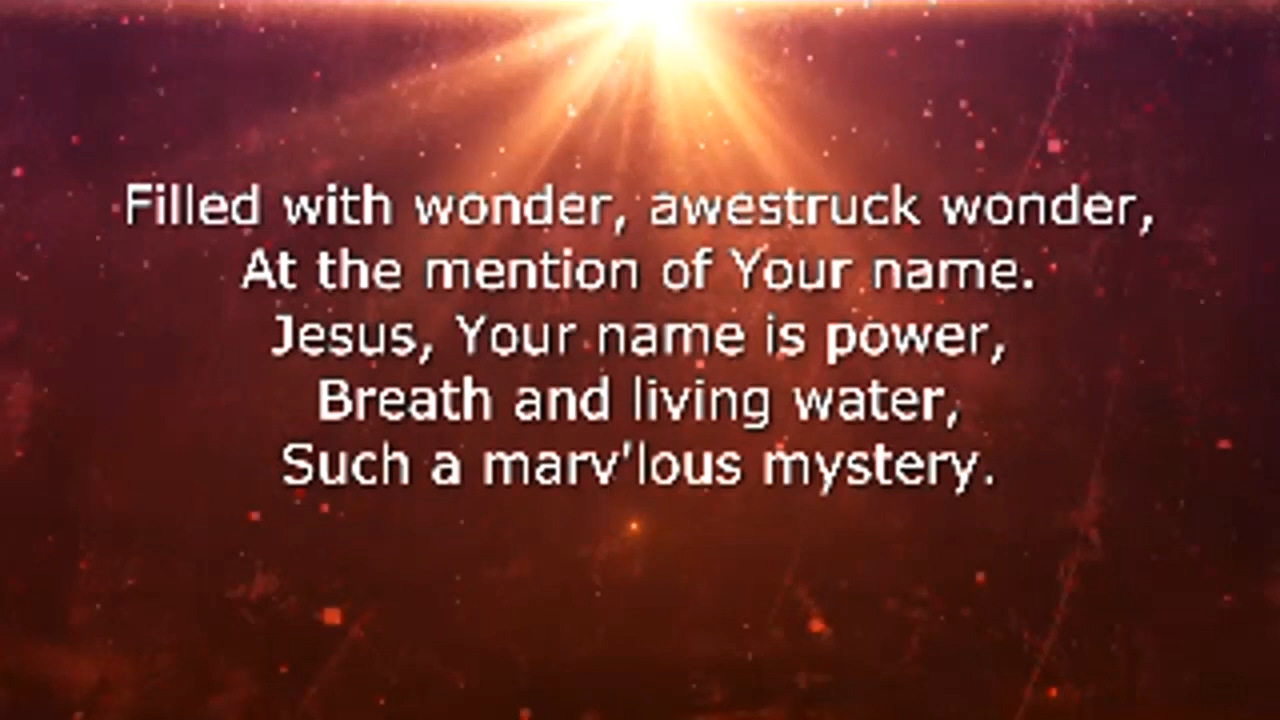 Filled with wonder, awestruck wonder,
At the mention of Your name.
Jesus, Your name is power,
Breath and living water,
Such a marv'lous mystery.